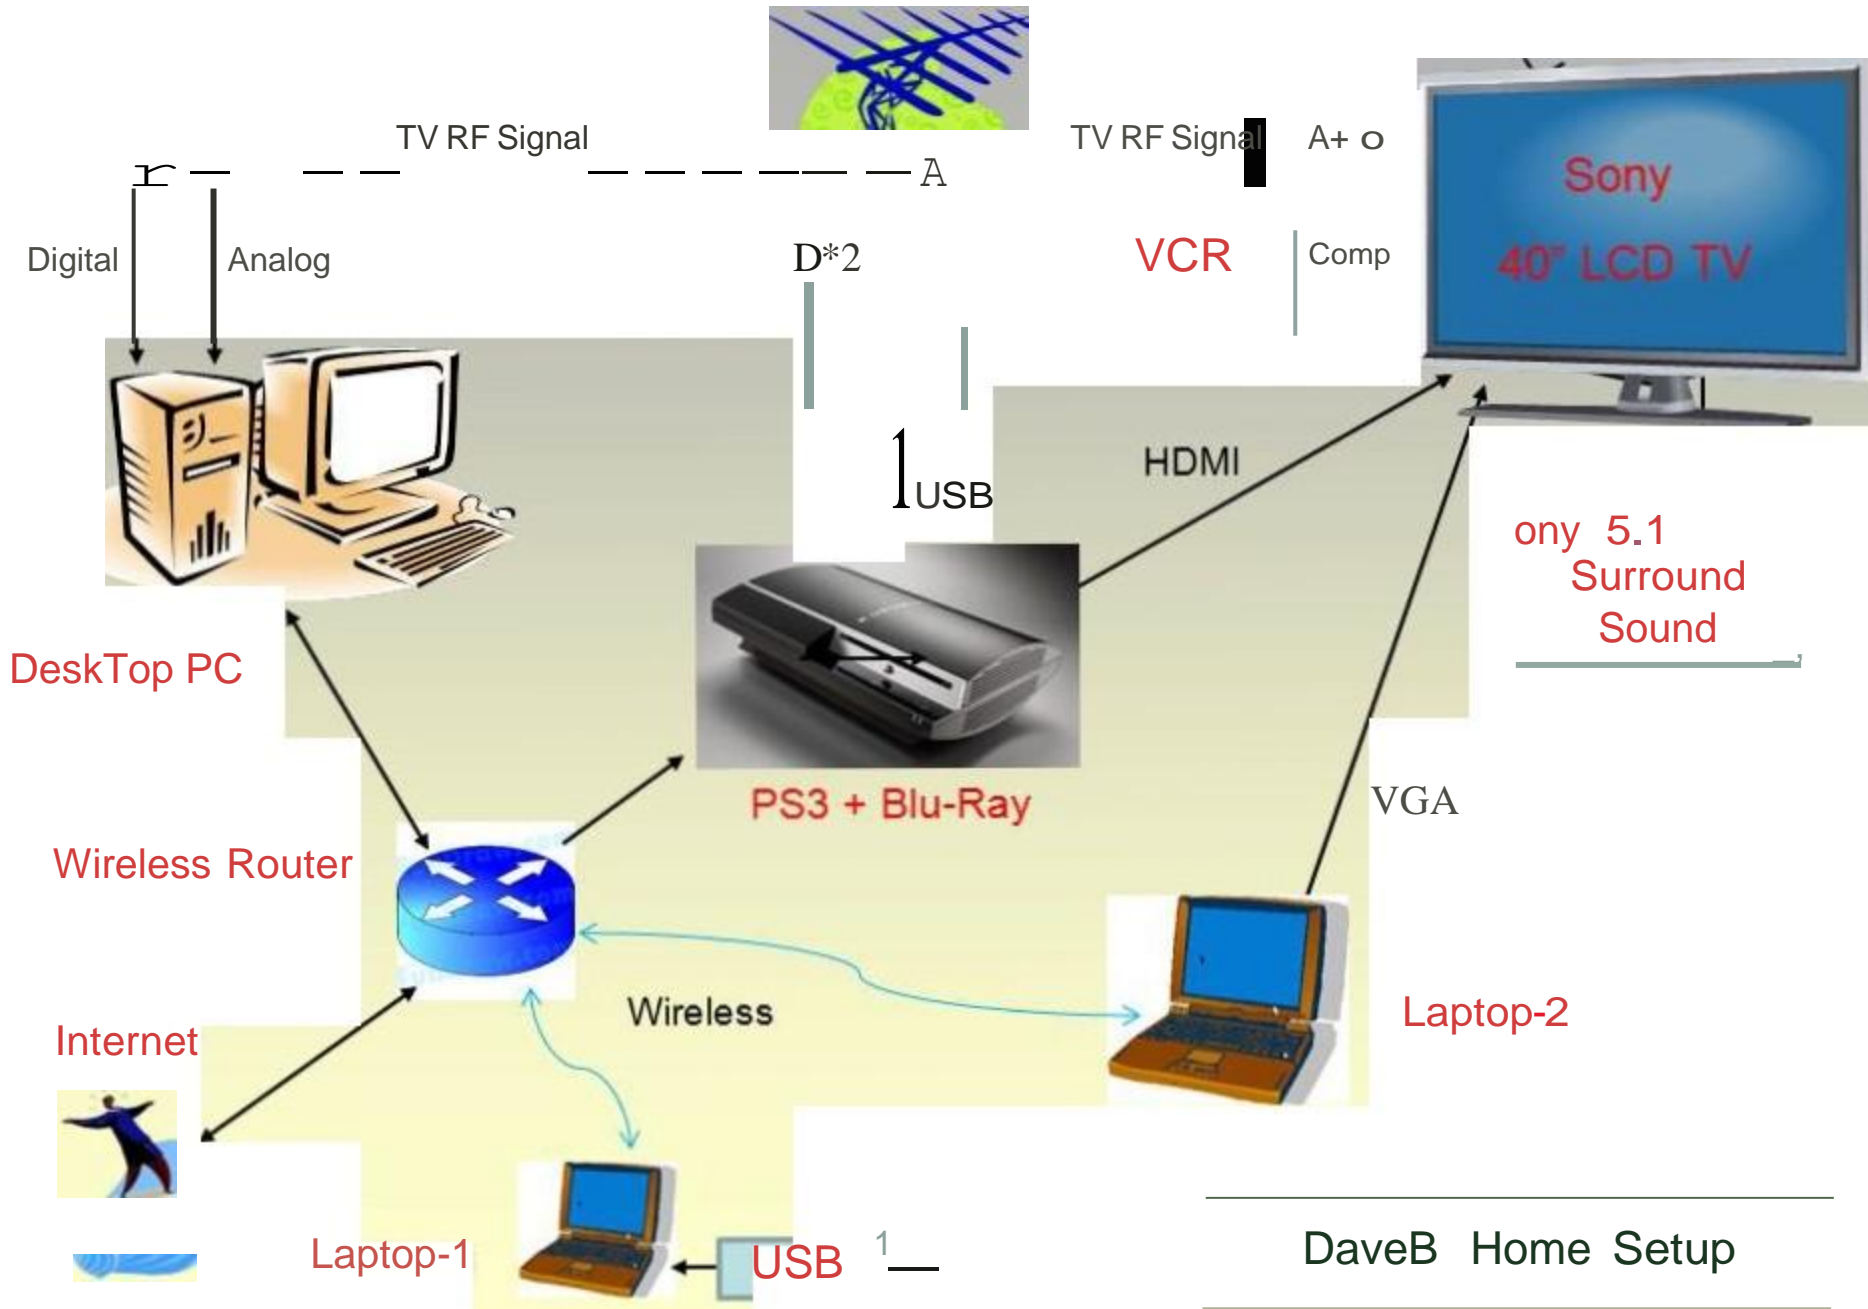 TV RF Signal
TV RF Signal
A+ o
r
A
Sony
40" LCD TV
Digital
Analog
D*2
VCR
Comp
HDMI
1USB
ony 5.1
Surround
Sound
DeskTop PC
PS3 + Blu-Ray
VGA
Wireless Router
Wireless
Laptop-2
Internet
Laptop-1
USB 1
DaveB Home Setup